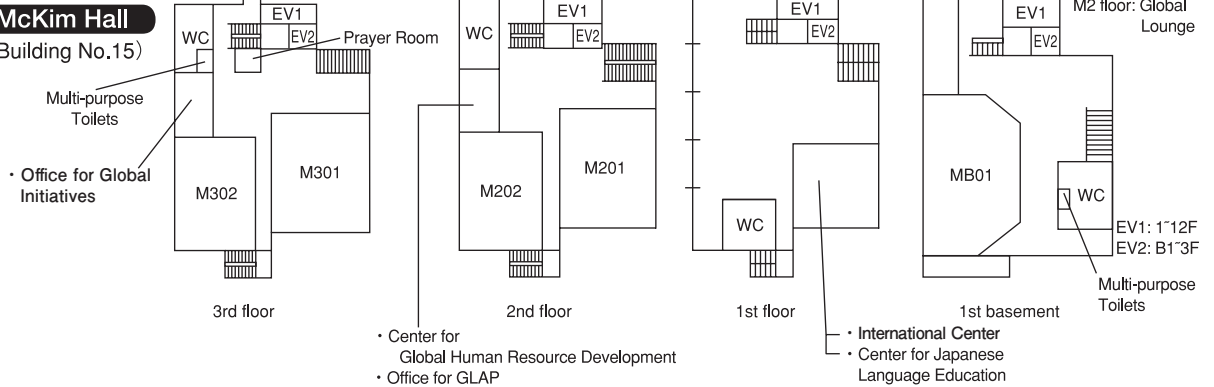 McKim Hall
Building No.15)
WC
EV1
EV2
Prayer Room
Multi-purpose
Toilets
・Office for Global
Initiatives
M302
M301
3rd floor
WC
EV1
EV2
M202
M201
2nd floor
・Center for
Global Human Resource Development
・Office for GLAP
EV1
EV2
WC
1st floor
・International Center
・Center for Japanese
Language Education
EV1
EV2
M2 floor: Global
Lounge
MB01
WC
EV1: 1~12F
EV2: B1~3F
Multi-purpose
Toilets
1st basement